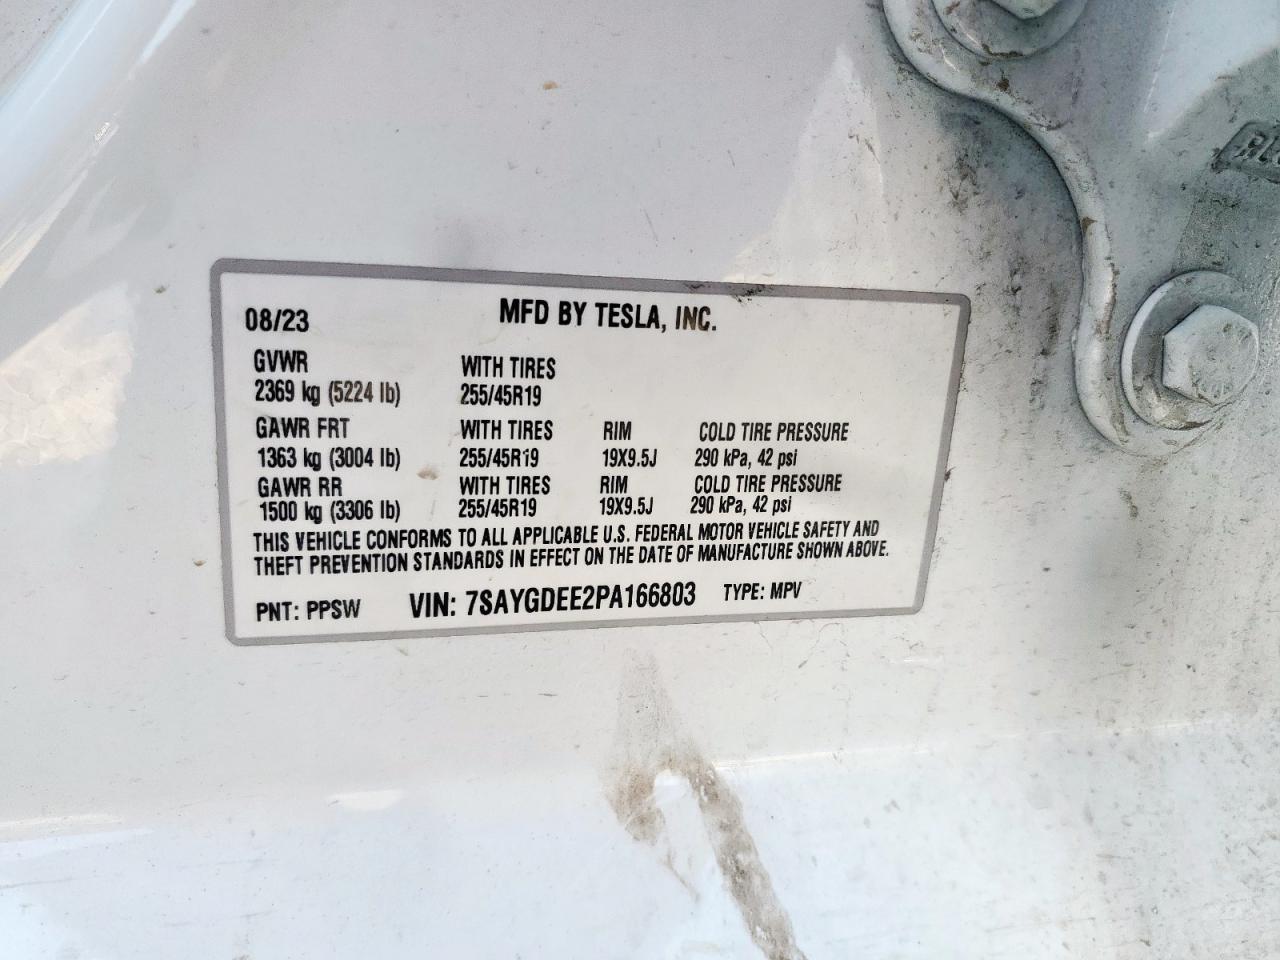 08/23 MFD BY TESLA, INC.
GVWR WITH TIRES
2369 kg (5224 lb) 255/45R19
GAWR FRT WITH TIRES RIM COLD TIRE PRESSURE
1363 kg (3004 lb) 255/45R19 19X9.5J 290 kPa, 42 psi
GAWR RR WITH TIRES RIM COLD TIRE PRESSURE
1500 kg (3306 lb) 255/45R19 19X9.5J 290 kPa, 42 psi
THIS VEHICLE CONFORMS TO ALL APPLICABLE U.S. FEDERAL MOTOR VEHICLE SAFETY AND
THEFT PREVENTION STANDARDS IN EFFECT ON THE DATE OF MANUFACTURE SHOWN ABOVE.
PNT: PPSW VIN: 7SAYGDEE2PA166803 TYPE: MPV